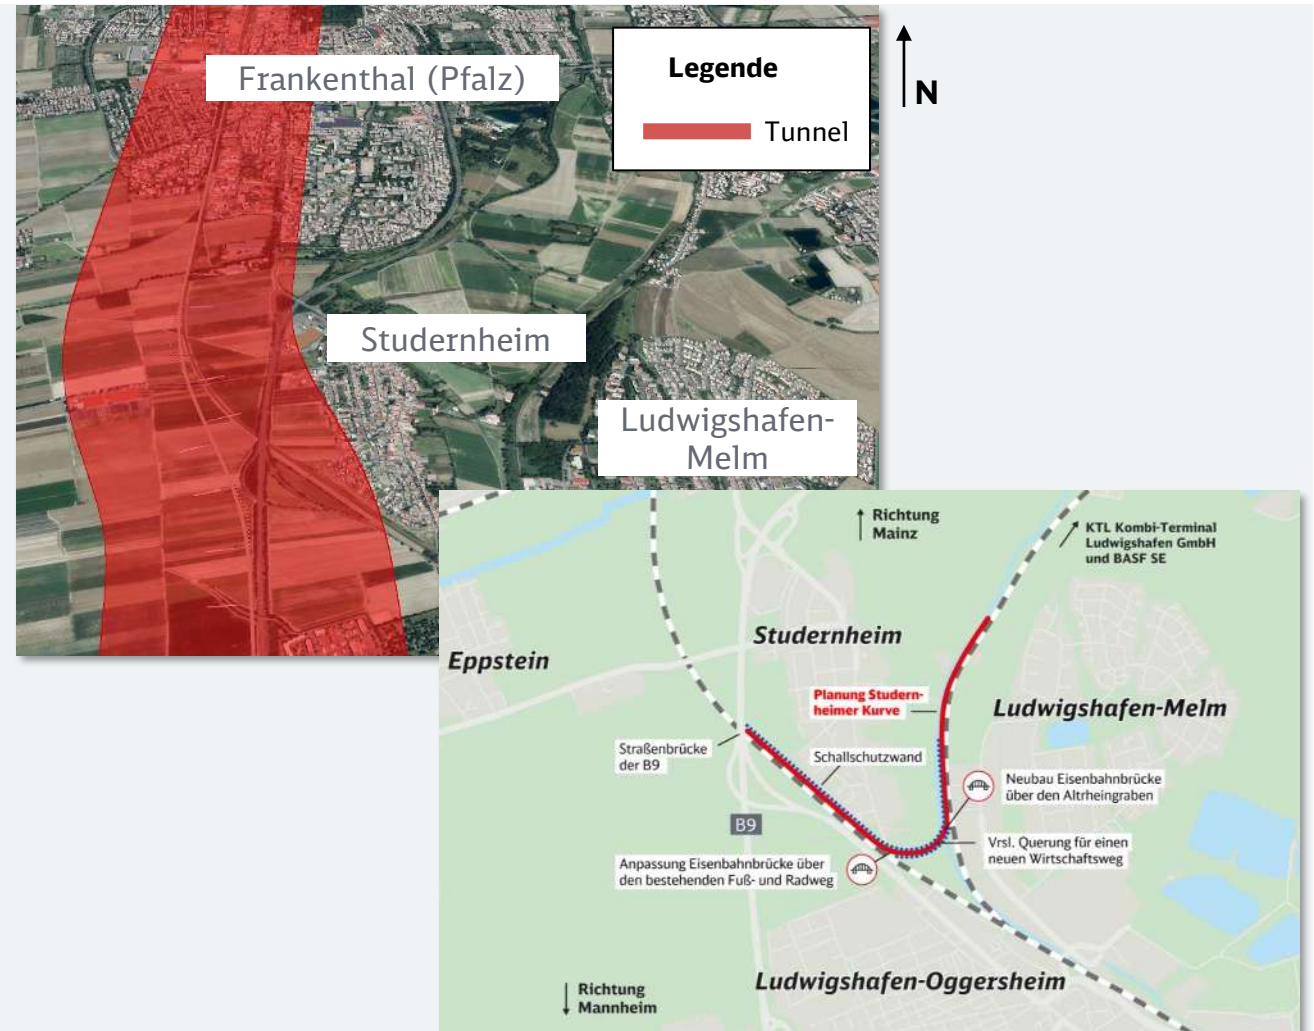 Frankenthal (Pfalz)
Legende
Tunnel
N
Studernheim
Ludwigshafen-
Melm
Richtung
Mainz
KTL Kombi-Terminal
Ludwigshafen GmbH
und BASF SE
Studernheim
Eppstein
Planung Studern-
heimer Kurve
Ludwigshafen-Melm
Straßenbrücke
der B9
Schallschutzwand
Neubau Eisenbahnbrücke
über den Altrheingraben
B9
Vrsl. Querung für einen
neuen Wirtschaftsweg
Anpassung Eisenbahnbrücke über
den bestehenden Fuß- und Radweg
Ludwigshafen-Oggersheim
Richtung
Mannheim